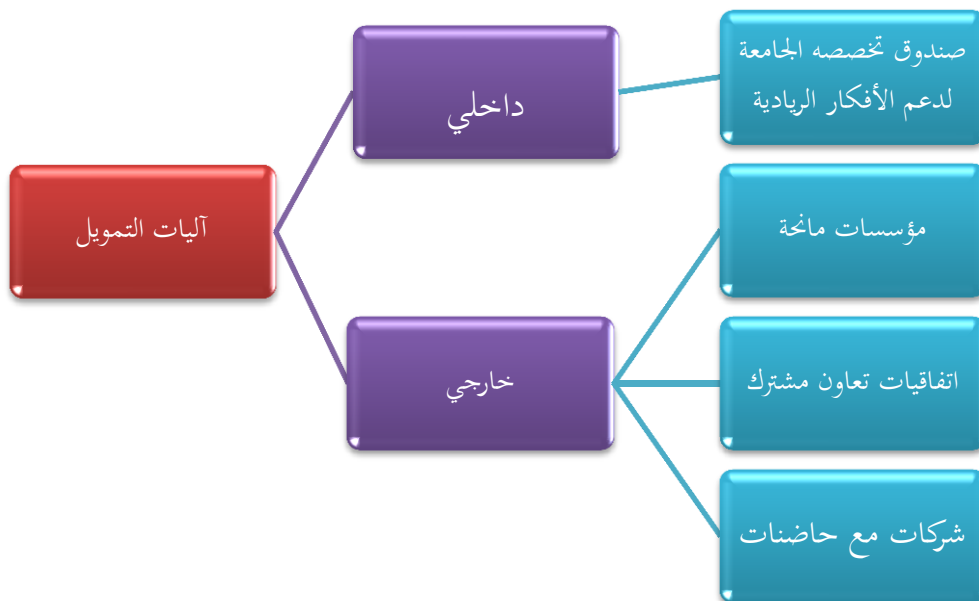 آليات التمويل
داخلي
صندوق تخصصه الجامعة
لدعم الأفكار الريادية
خارجي
مؤسسات مانحة
اتفاقيات تعاون مشترك
شركات مع حاضنات